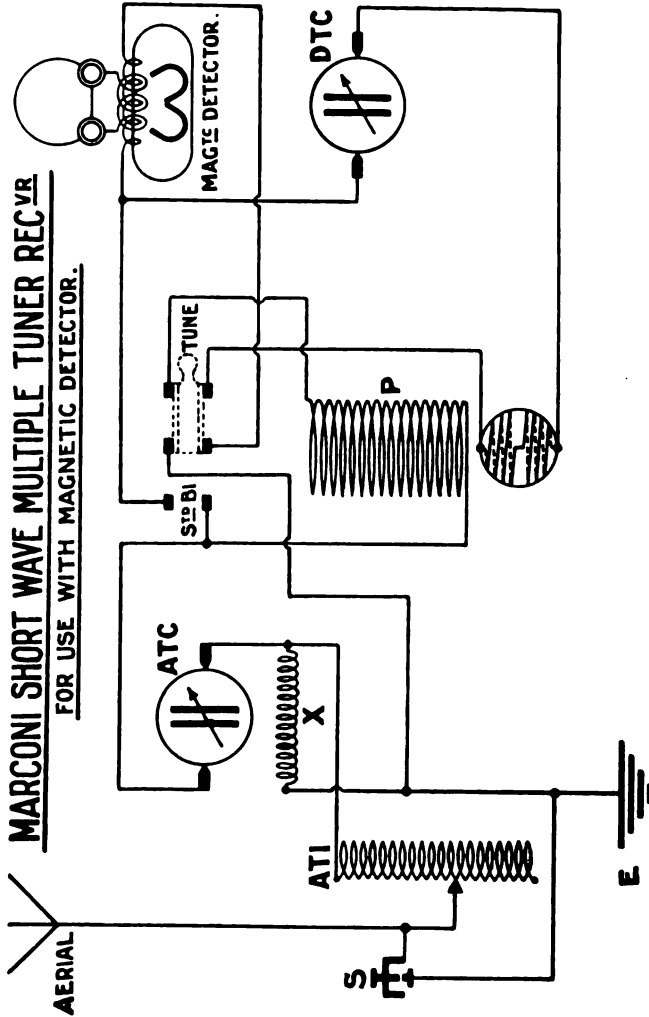 MARCONI SHORT WAVE MULTIPLE TUNER RECVR
FOR USE WITH MAGNETIC DETECTOR.
AERIAL
S
ATI
E
ATC
X
STD BI
TUNE
P
MAGTC DETECTOR.
DTC